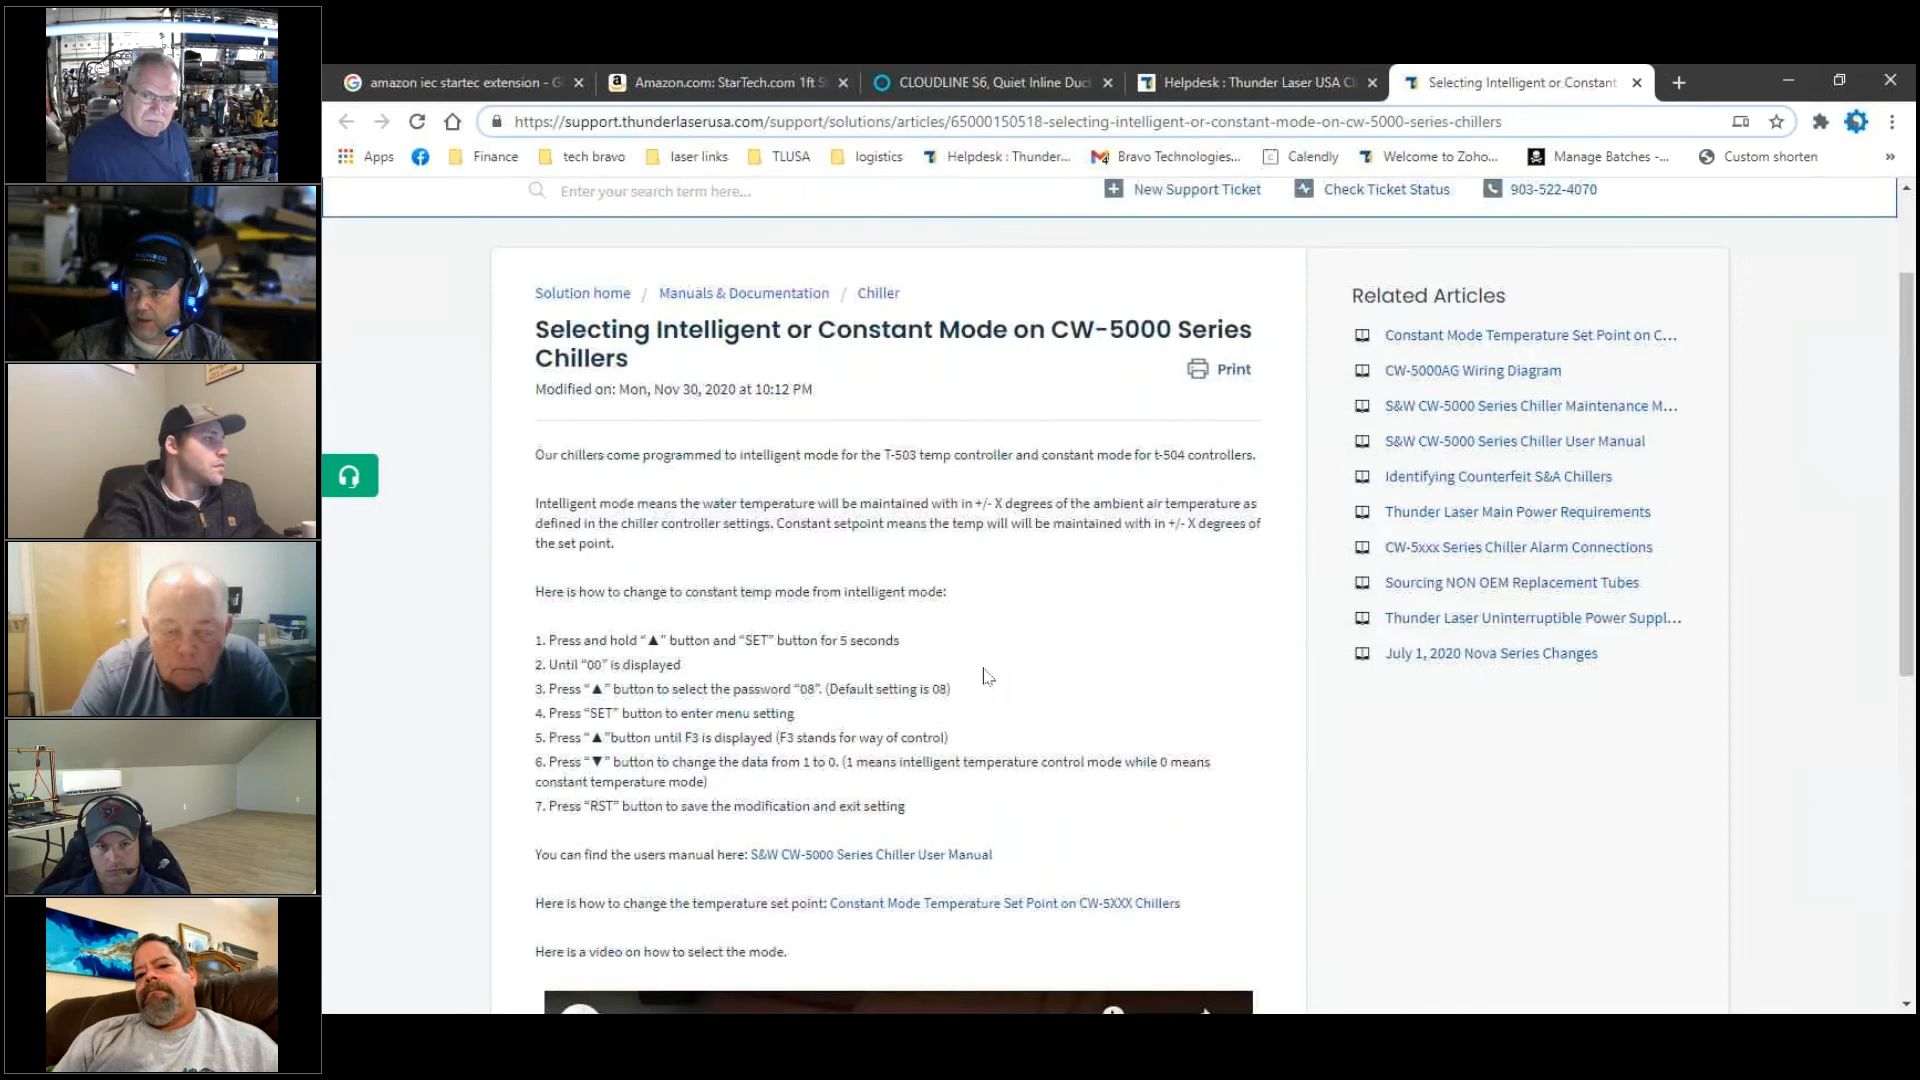 amazon iec startec extension - G
Amazon.com: StarTech.com 1ft S
CLOUDLINE S6, Quiet Inline Duct
Helpdesk : Thunder Laser USA C
Selecting Intelligent or Constant
https://support.thunderlaserusa.com/support/solutions/articles/65000150518-selecting-intelligent-or-constant-mode-on-cw-5000-series-chillers
Apps Finance tech bravo laser links TLUSA logistics Helpdesk : Thunder... Bravo Technologies... Calendly Welcome to Zoho... Manage Batches -... Custom shorten »
Enter your search term here...
New Support Ticket Check Ticket Status 903-522-4070
Solution home / Manuals & Documentation / Chiller
Selecting Intelligent or Constant Mode on CW-5000 Series
Chillers
Print
Modified on: Mon, Nov 30, 2020 at 10:12 PM
Our chillers come programmed to intelligent mode for the T-503 temp controller and constant mode for t-504 controllers.
Intelligent mode means the water temperature will be maintained with in +/- X degrees of the ambient air temperature as
defined in the chiller controller settings. Constant setpoint means the temp will will be maintained with in +/- X degrees of
the set point.
Here is how to change to constant temp mode from intelligent mode:
1. Press and hold “▲” button and “SET” button for 5 seconds
2. Until “00” is displayed
3. Press “▲” button to select the password “08”. (Default setting is 08)
4. Press “SET” button to enter menu setting
5. Press “▲”button until F3 is displayed (F3 stands for way of control)
6. Press “▼” button to change the data from 1 to 0. (1 means intelligent temperature control mode while 0 means
constant temperature mode)
7. Press “RST” button to save the modification and exit setting
You can find the users manual here: S&W CW-5000 Series Chiller User Manual
Here is how to change the temperature set point: Constant Mode Temperature Set Point on CW-5XXX Chillers
Here is a video on how to select the mode.
Related Articles
Constant Mode Temperature Set Point on C...
CW-5000AG Wiring Diagram
S&W CW-5000 Series Chiller Maintenance M...
S&W CW-5000 Series Chiller User Manual
Identifying Counterfeit S&A Chillers
Thunder Laser Main Power Requirements
CW-5xxx Series Chiller Alarm Connections
Sourcing NON OEM Replacement Tubes
Thunder Laser Uninterruptible Power Suppl...
July 1, 2020 Nova Series Changes